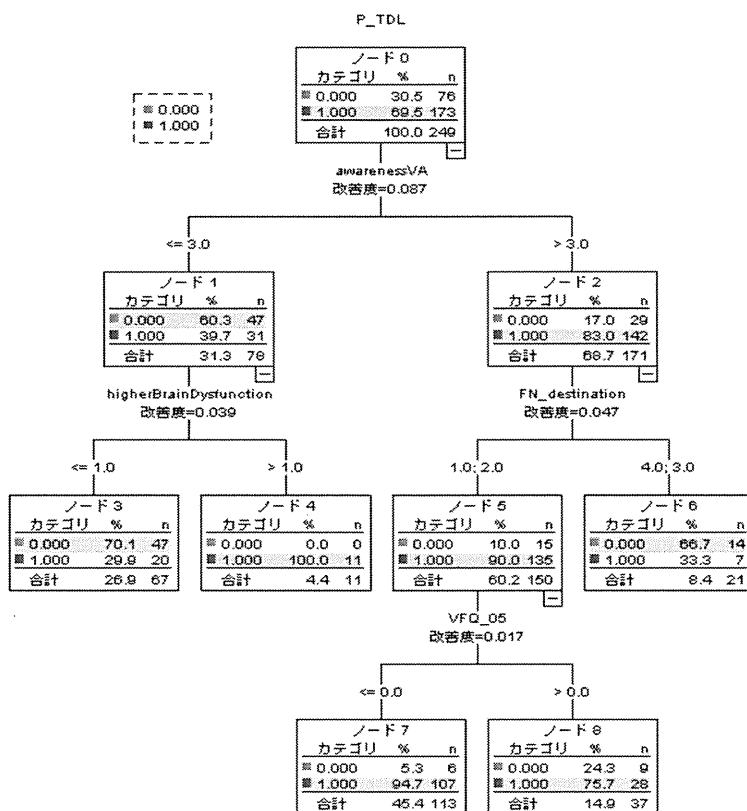 P_TDL
0.000
1.000
ノード 0
カテゴリ % n
0.000 30.5 76
1.000 69.5 173
合計 100.0 249
awarenessVA
改善度=0.087
<= 3.0
> 3.0
ノード 1
カテゴリ % n
0.000 60.3 47
1.000 39.7 31
合計 31.3 78
ノード 2
カテゴリ % n
0.000 17.0 29
1.000 83.0 142
合計 68.7 171
higherBrainDysfunction
改善度=0.039
FN_destination
改善度=0.047
<= 1.0
> 1.0
1.0; 2.0
4.0; 3.0
ノード 3
カテゴリ % n
0.000 70.1 47
1.000 29.9 20
合計 26.9 67
ノード 4
カテゴリ % n
0.000 0.0 0
1.000 100.0 11
合計 4.4 11
ノード 5
カテゴリ % n
0.000 10.0 15
1.000 90.0 135
合計 60.2 150
ノード 6
カテゴリ % n
0.000 66.7 14
1.000 33.3 7
合計 8.4 21
VFQ_05
改善度=0.017
<= 0.0
> 0.0
ノード 7
カテゴリ % n
0.000 5.3 6
1.000 94.7 107
合計 45.4 113
ノード 8
カテゴリ % n
0.000 24.3 9
1.000 75.7 28
合計 14.9 37